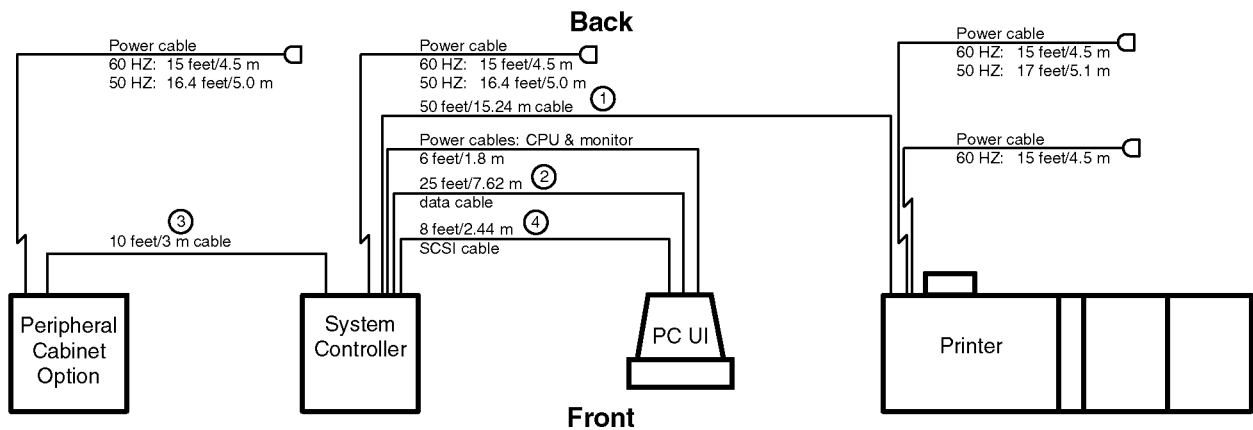 Back
Power cable
60 HZ: 15 feet/4.5 m
50 HZ: 16.4 feet/5.0 m
Power cable
60 HZ: 15 feet/4.5 m
50 HZ: 16.4 feet/5.0 m
Power cable
60 HZ: 15 feet/4.5 m
50 HZ: 17 feet/5.1 m
50 feet/15.24 m cable 1
Power cables: CPU & monitor
6 feet/1.8 m
Power cable
60 HZ: 15 feet/4.5 m
25 feet/7.62 m 2
data cable
3
10 feet/3 m cable
8 feet/2.44 m 4
SCSI cable
Peripheral
Cabinet
Option
System
Controller
PC UI
Printer
Front